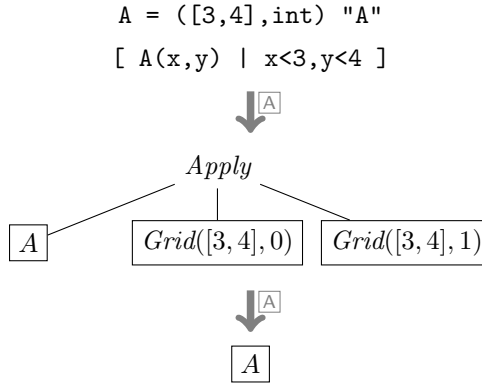 A = ([3,4],int) "A"
[ A(x,y) | x<3,y<4 ]
A
Apply
A Grid([3, 4], 0) Grid([3, 4], 1)
A
A